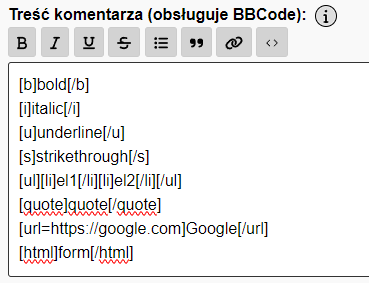 Treść komentarza (obsługuje BBCode): i
B I U S
[b]bold[/b]
[i]italic[/i]
[u]underline[/u]
[s]strikethrough[/s]
[ul][li]el1[/li][li]el2[/li][/ul]
[quote]quote[/quote]
[url=https://google.com]Google[/url]
[html]form[/html]